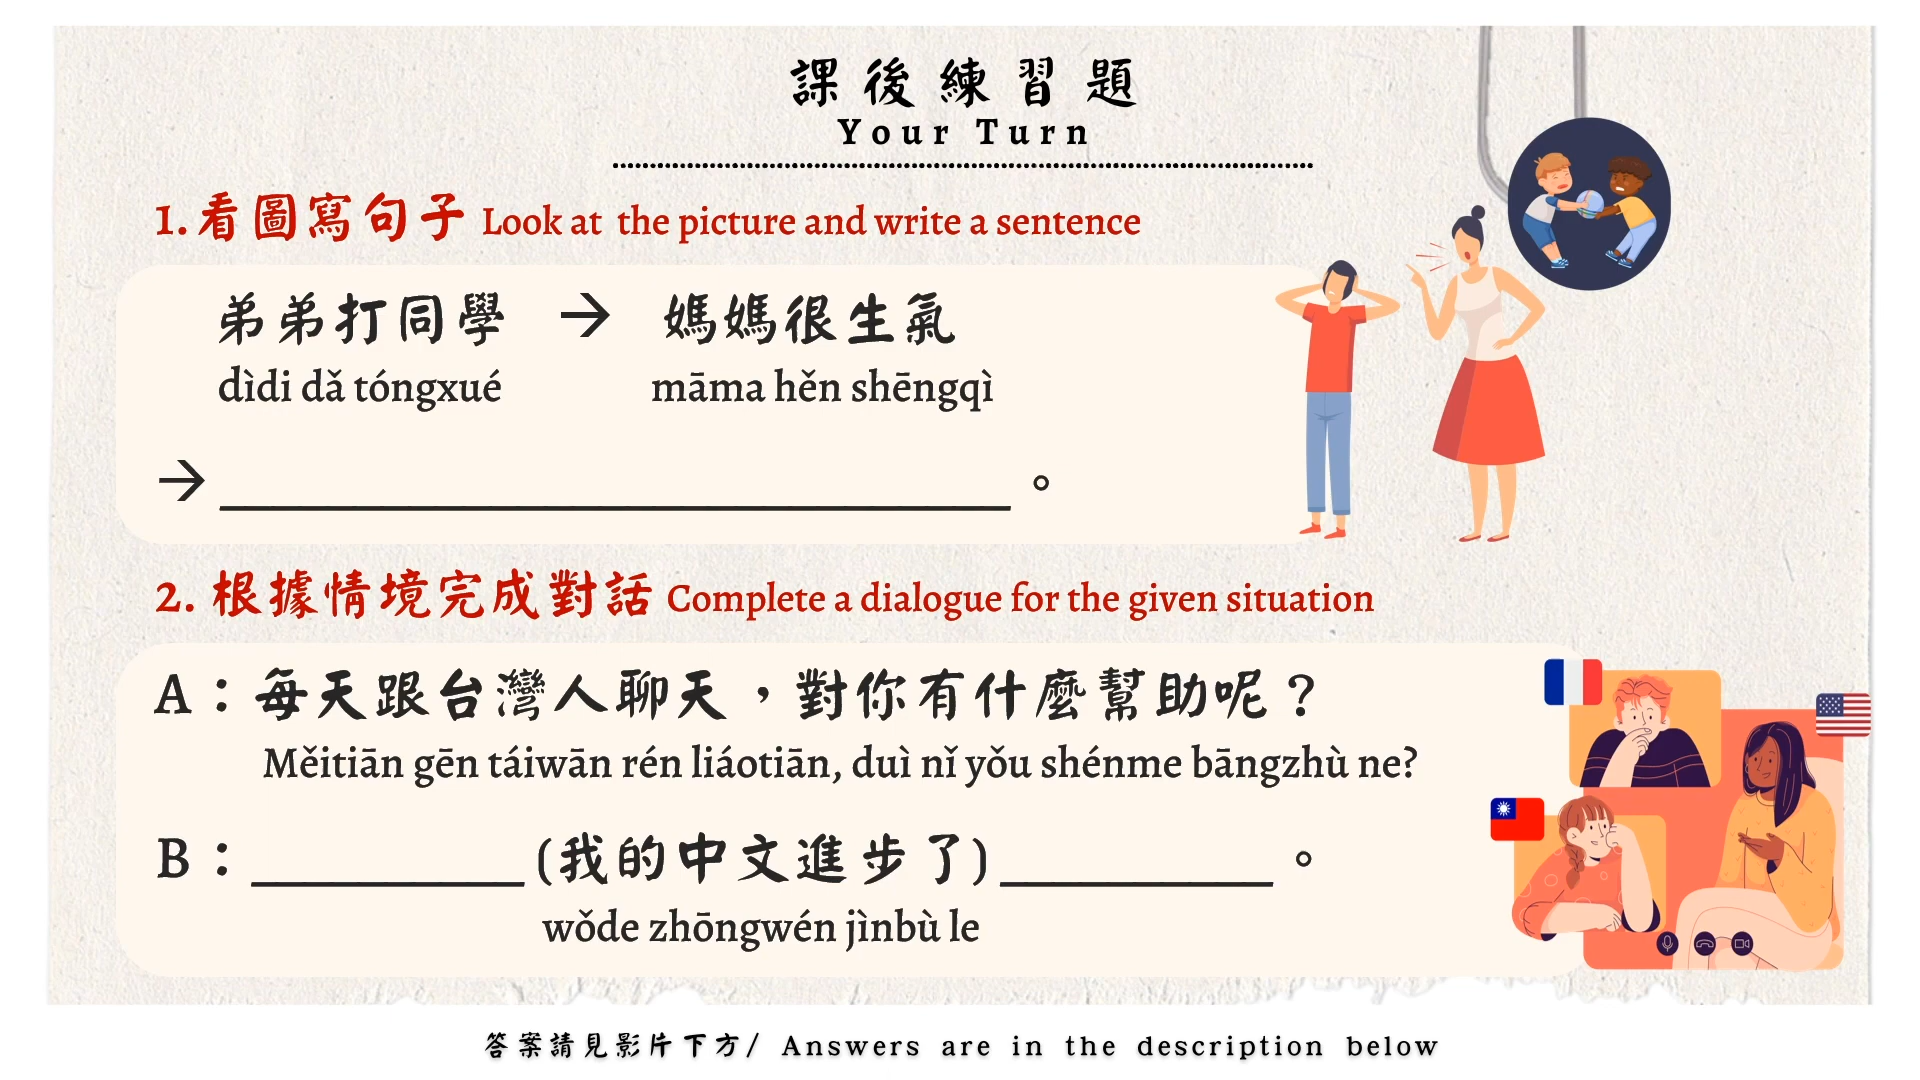 課後練習題
Your Turn
1. 看圖寫句子 Look at the picture and write a sentence
弟弟打同學 → 媽媽很生氣
dìdi dǎ tóngxué māma hěn shēngqì
→ ______________________________ 。
2. 根據情境完成對話 Complete a dialogue for the given situation
A：每天跟台灣人聊天，對你有什麼幫助呢？
Měitiān gēn táiwān rén liáotiān, duì nǐ yǒu shénme bāngzhù ne?
B：__________ (我的中文進步了) __________ 。
wǒde zhōngwén jìnbù le
答案請見影片下方/ Answers are in the description below